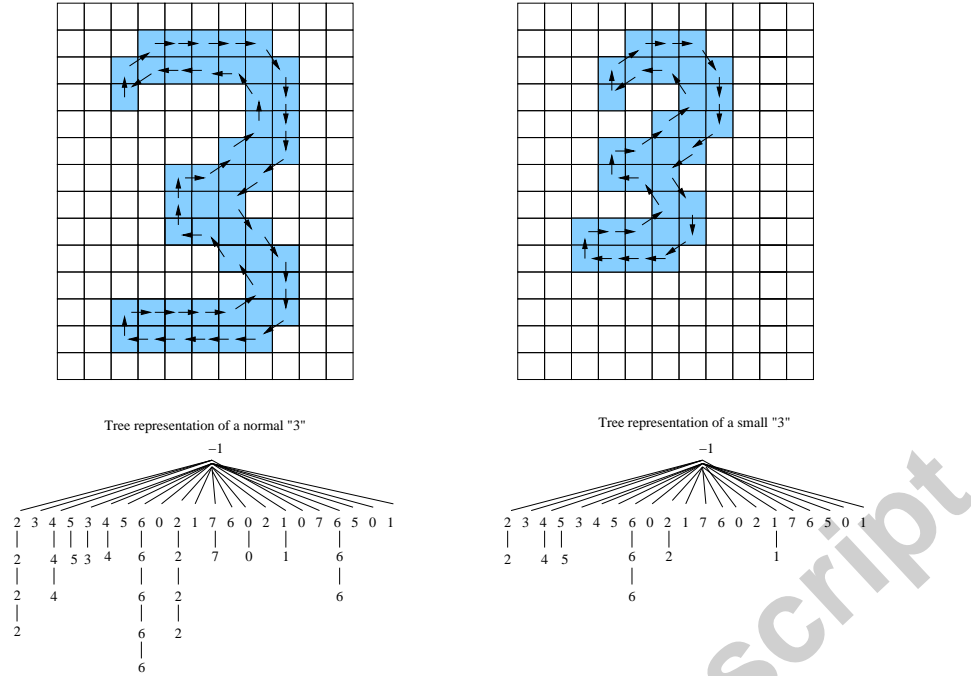 Tree representation of a normal "3"
−1
2 3 4 5 3 4 5 6 0 2 1 7 6 0 2 1 0 7 6 5 0 1
2 4 5 3 4 6 2 7 0 1 6
2 4 6 2 6
2 6 2
6
Tree representation of a small "3"
−1
2 3 4 5 3 4 5 6 0 2 1 7 6 0 2 1 7 6 5 0 1
2 4 5 6 2 1
6
script